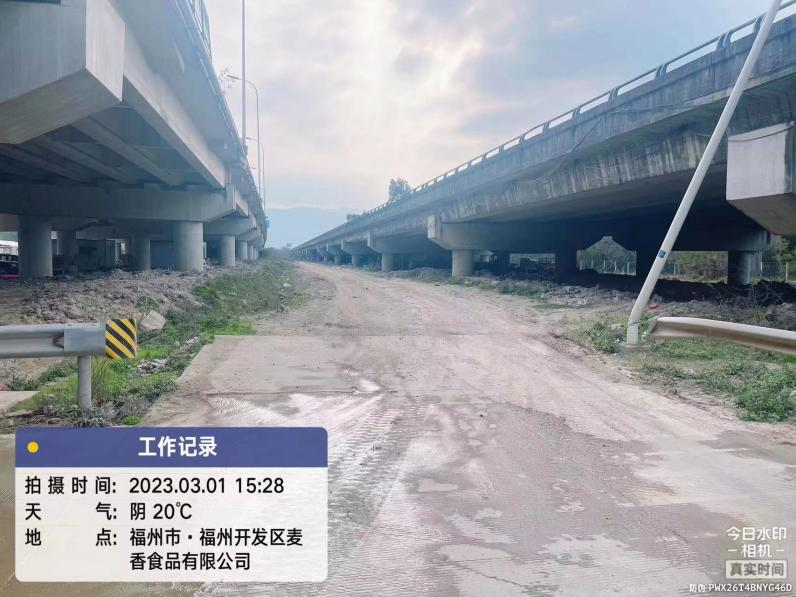 工作记录
拍摄时间: 2023.03.01 15:28
天 气: 阴 20℃
地 点: 福州市·福州开发区麦
香食品有限公司
今日水印
-相机-
真实时间
防伪 PWX26T4BNYG46D